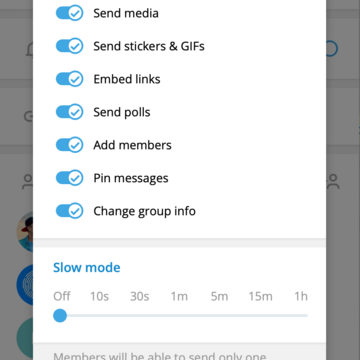 Send media
Send stickers & GIFs
Embed links
Send polls
Add members
Pin messages
Change group info
Slow mode
Off 10s 30s 1m 5m 15m 1h
Members will be able to send only one